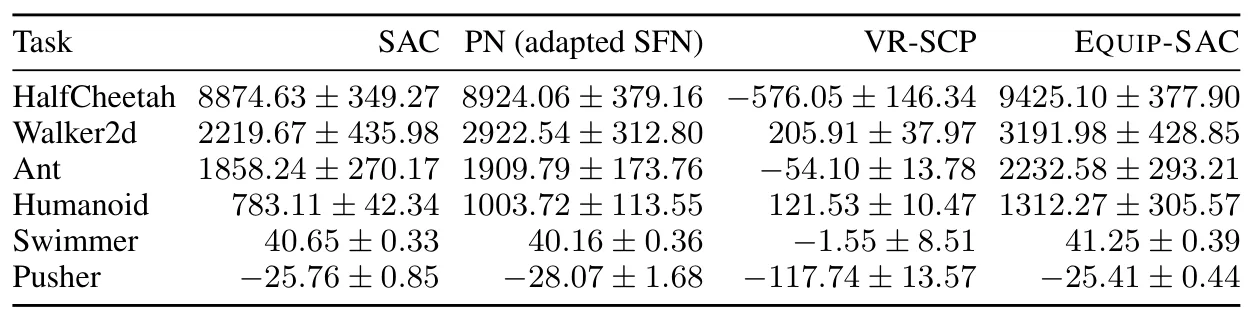 Task SAC PN (adapted SFN) VR-SCP EQUIP-SAC
HalfCheetah 8874.63 ± 349.27 8924.06 ± 379.16 −576.05 ± 146.34 9425.10 ± 377.90
Walker2d 2219.67 ± 435.98 2922.54 ± 312.80 205.91 ± 37.97 3191.98 ± 428.85
Ant 1858.24 ± 270.17 1909.79 ± 173.76 −54.10 ± 13.78 2232.58 ± 293.21
Humanoid 783.11 ± 42.34 1003.72 ± 113.55 121.53 ± 10.47 1312.27 ± 305.57
Swimmer 40.65 ± 0.33 40.16 ± 0.36 −1.55 ± 8.51 41.25 ± 0.39
Pusher −25.76 ± 0.85 −28.07 ± 1.68 −117.74 ± 13.57 −25.41 ± 0.44